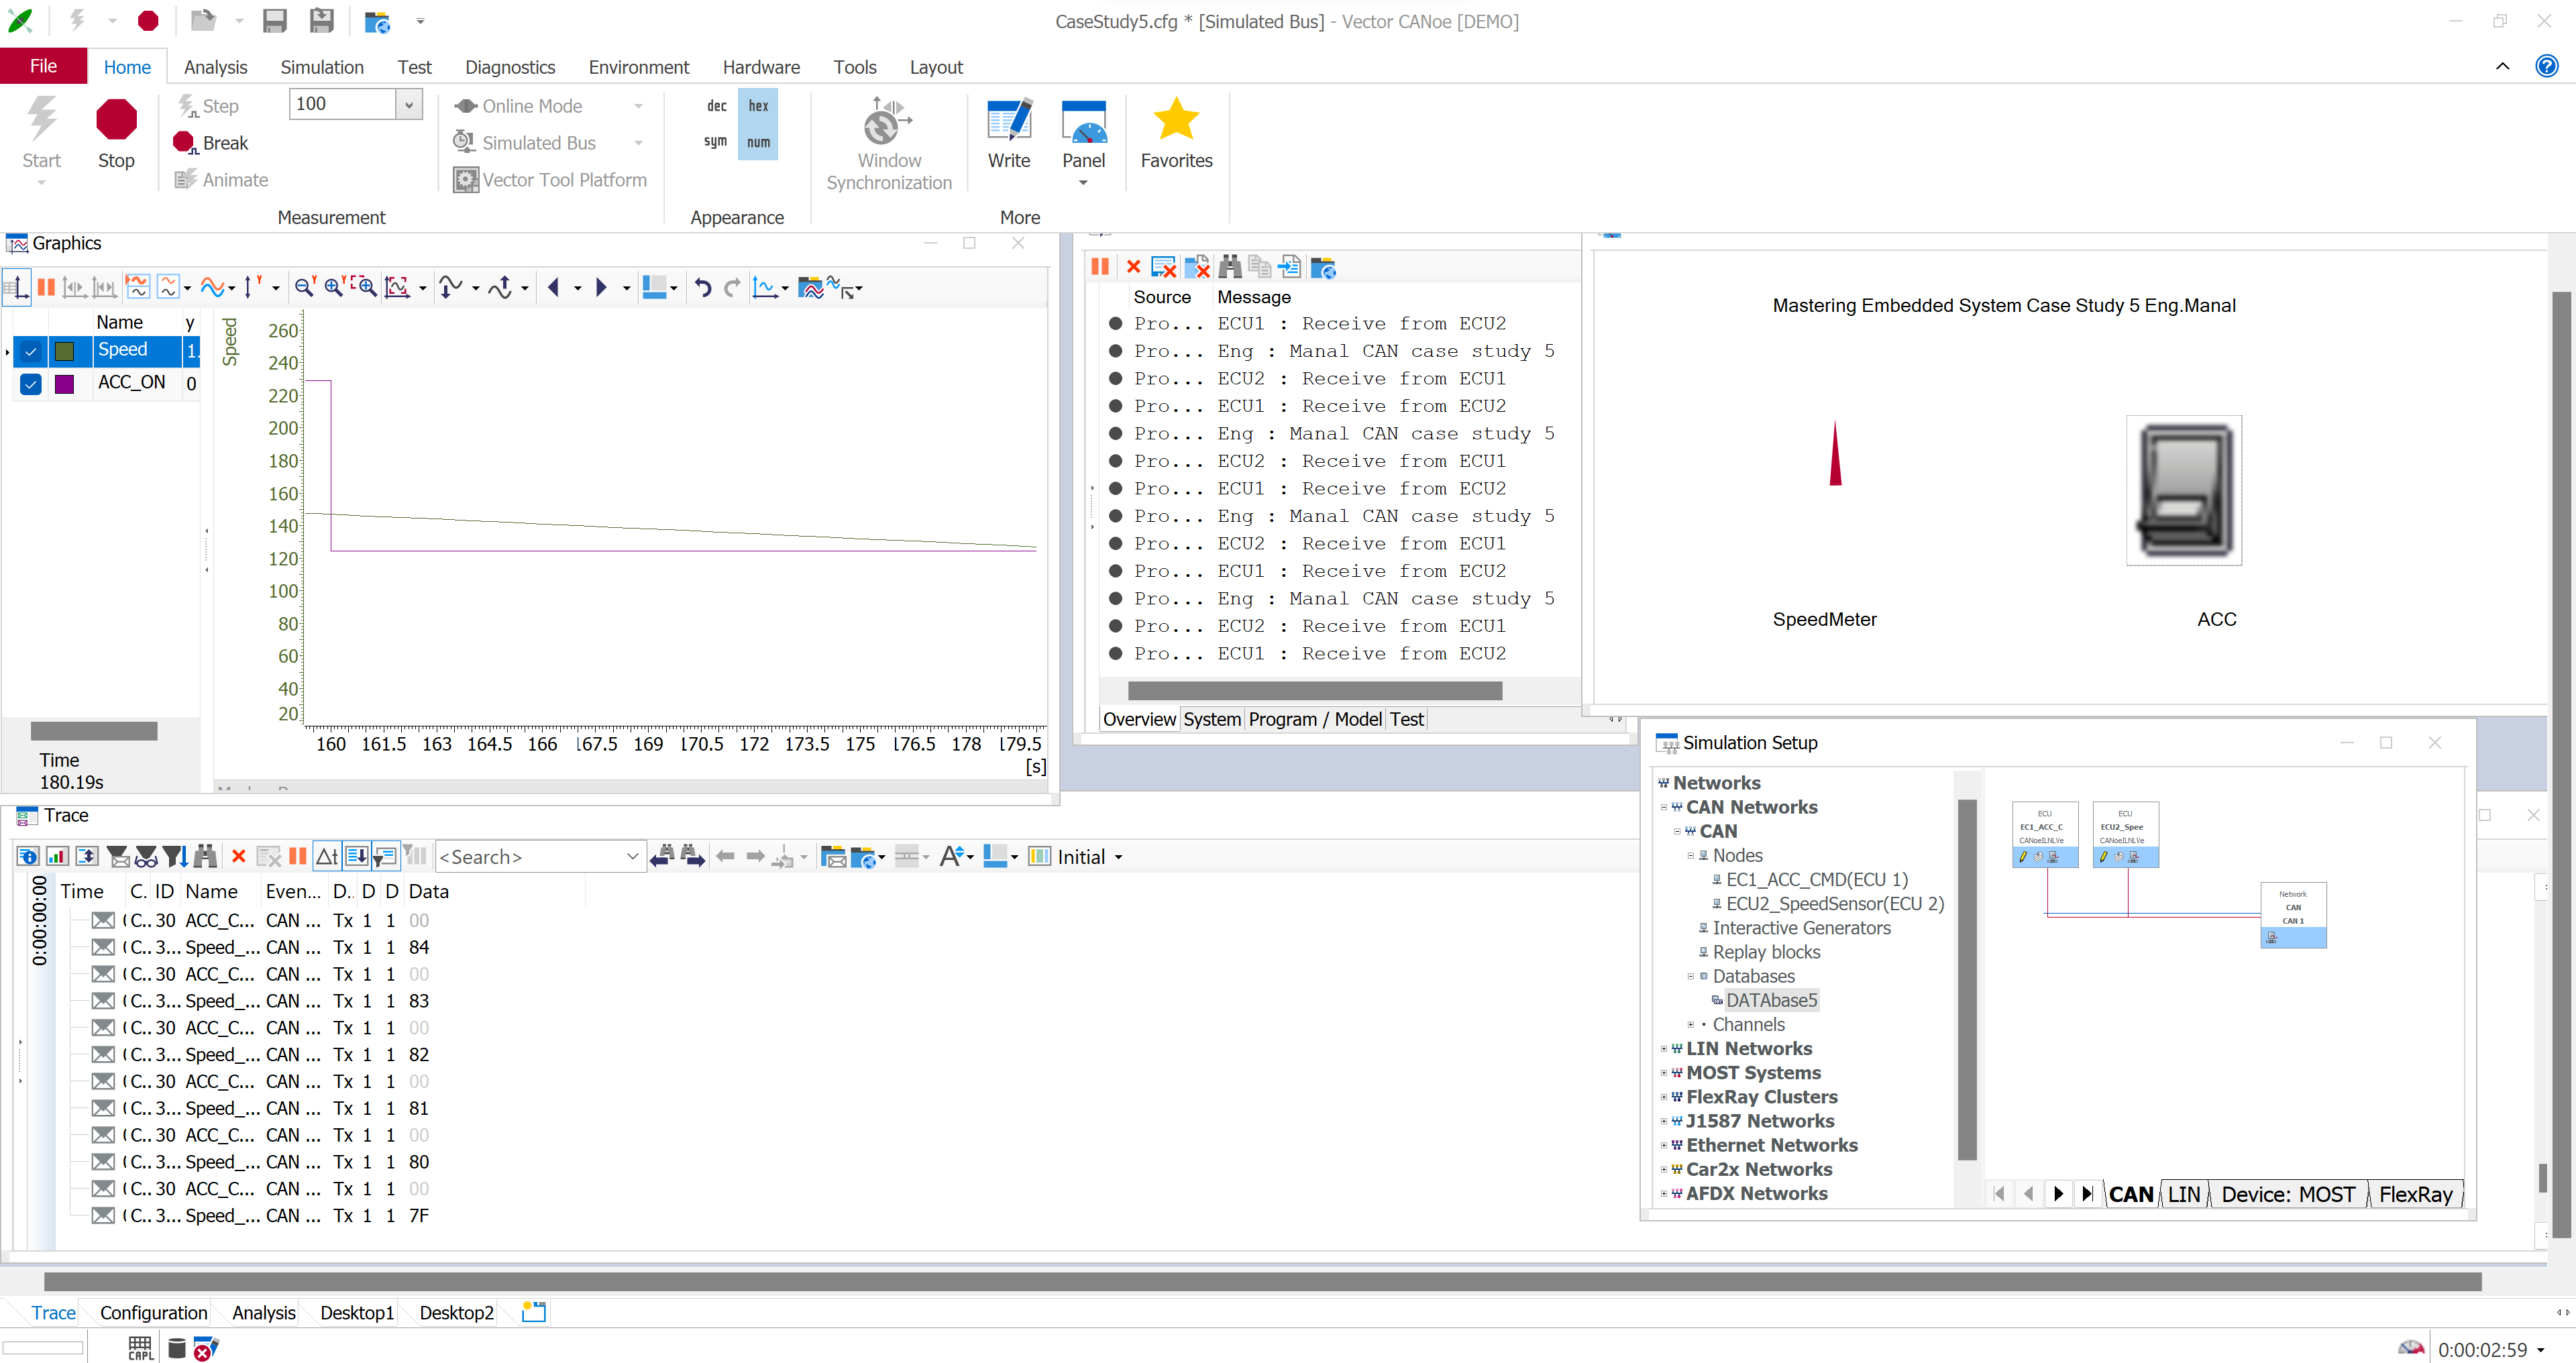 CaseStudy5.cfg * [Simulated Bus] - Vector CANoe [DEMO]
File Home Analysis Simulation Test Diagnostics Environment Hardware Tools Layout
Start
Stop
Step
Break
Animate
100
Measurement
Online Mode
Simulated Bus
Vector Tool Platform
dec hex
sym num
Appearance
Window
Synchronization
Write
Panel
More
Favorites
Graphics
Name y
Speed 1.
ACC_ON 0
Time
180.19s
Speed
260
240
220
200
180
160
140
120
100
80
60
40
20
160 161.5 163 164.5 166 167.5 169 170.5 172 173.5 175 176.5 178 179.5
[s]
Source Message
Pro... ECU1 : Receive from ECU2
Pro... Eng : Manal CAN case study 5
Pro... ECU2 : Receive from ECU1
Pro... ECU1 : Receive from ECU2
Pro... Eng : Manal CAN case study 5
Pro... ECU2 : Receive from ECU1
Pro... ECU1 : Receive from ECU2
Pro... Eng : Manal CAN case study 5
Pro... ECU2 : Receive from ECU1
Pro... ECU1 : Receive from ECU2
Pro... Eng : Manal CAN case study 5
Pro... ECU2 : Receive from ECU1
Pro... ECU1 : Receive from ECU2
Overview System Program / Model Test
Mastering Embedded System Case Study 5 Eng.Manal
SpeedMeter
ACC
Simulation Setup
Networks
CAN Networks
CAN
Nodes
EC1_ACC_CMD(ECU 1)
ECU2_SpeedSensor(ECU 2)
Interactive Generators
Replay blocks
Databases
DATAbase5
Channels
LIN Networks
MOST Systems
FlexRay Clusters
J1587 Networks
Ethernet Networks
Car2x Networks
AFDX Networks
ECU
EC1_ACC_C
CANoeILNLVe
ECU
ECU2_Spee
CANoeILNLVe
Network
CAN
CAN 1
CAN LIN Device: MOST FlexRay
Trace
<Search>
Initial
0:00:00:00
Time C. ID Name Even... D.. D D Data
C.. 30 ACC_C... CAN ... Tx 1 1 00
C.. 3... Speed_... CAN ... Tx 1 1 84
C.. 30 ACC_C... CAN ... Tx 1 1 00
C.. 3... Speed_... CAN ... Tx 1 1 83
C.. 30 ACC_C... CAN ... Tx 1 1 00
C.. 3... Speed_... CAN ... Tx 1 1 82
C.. 30 ACC_C... CAN ... Tx 1 1 00
C.. 3... Speed_... CAN ... Tx 1 1 81
C.. 30 ACC_C... CAN ... Tx 1 1 00
C.. 3... Speed_... CAN ... Tx 1 1 80
C.. 30 ACC_C... CAN ... Tx 1 1 00
C.. 3... Speed_... CAN ... Tx 1 1 7F
Trace Configuration Analysis Desktop1 Desktop2
CAPL
0:00:02:59